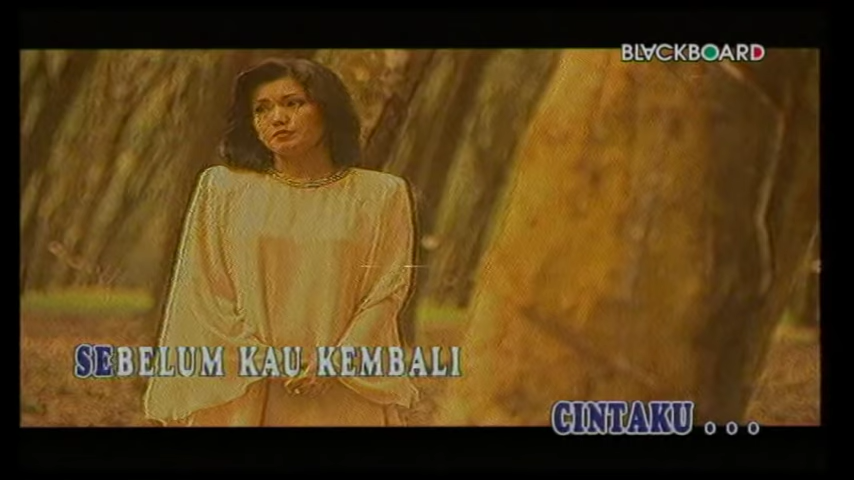 BLACKBOARD
SEBELUM KAU KEMBALI
CINTAKU . . .